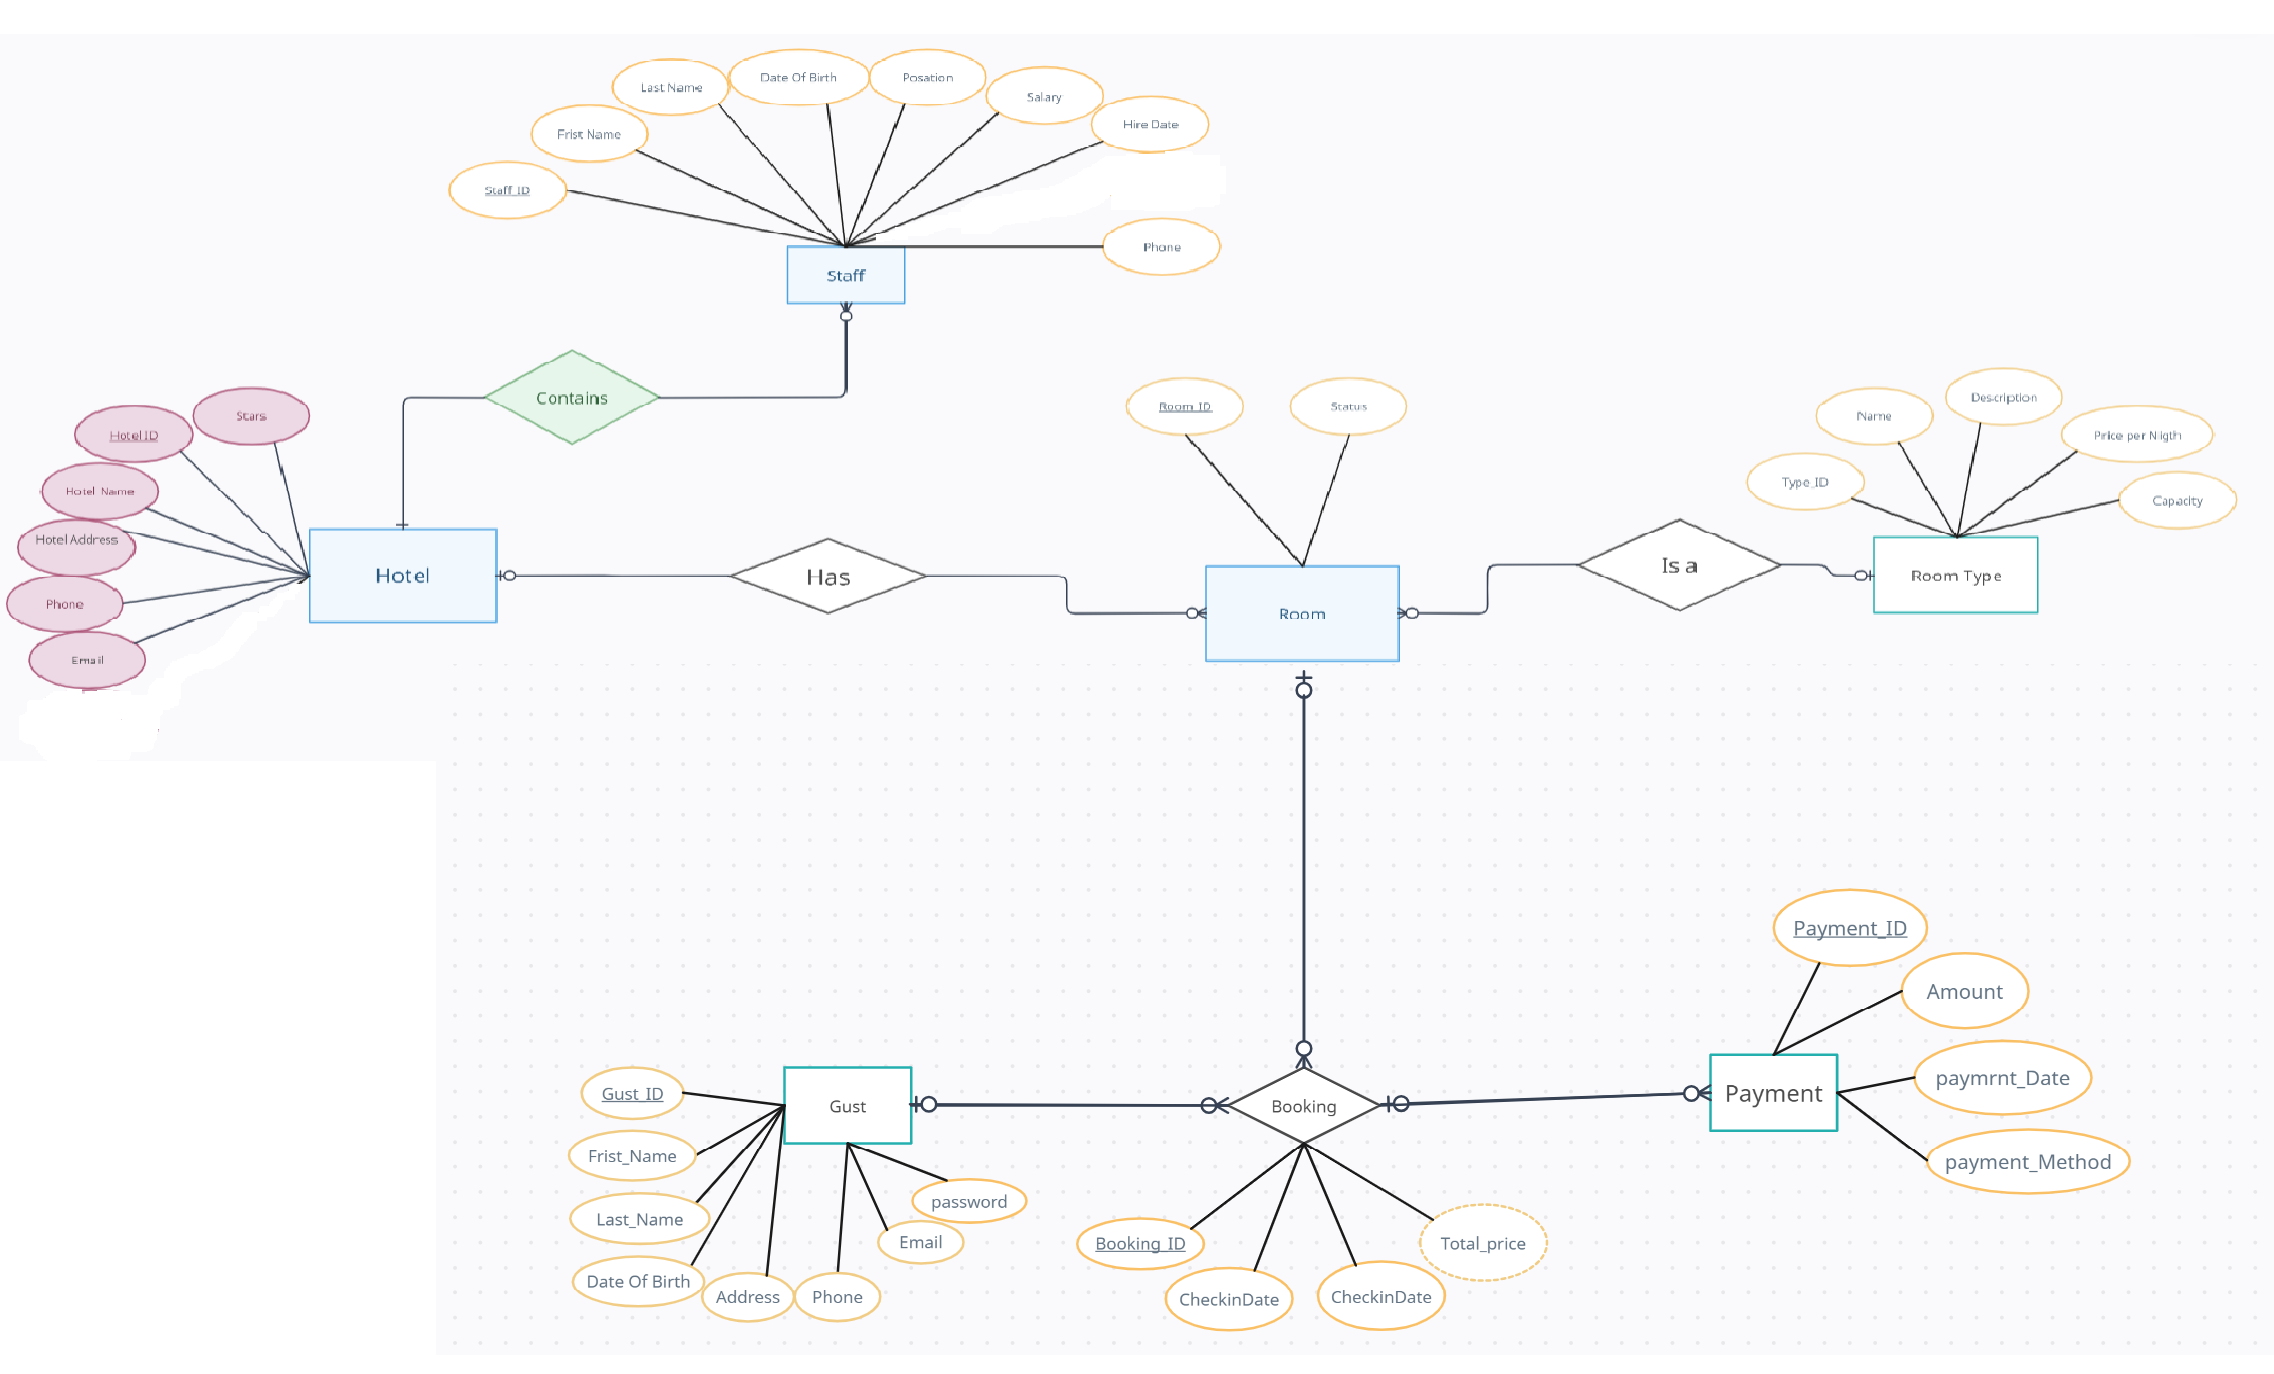 Last Name
Date Of Birth
Posation
Salary
Hire Date
Frist Name
Staff_ID
Phone
Staff
Contains
Stars
Hotel ID
Hotel Name
Hotel Address
Phone
Email
Hotel
Has
Room_ID
Status
Room
Is a
Name
Description
Price per Nigth
Type_ID
Capacity
Room Type
Payment_ID
Amount
Payment
paymrnt_Date
payment_Method
Gust_ID
Gust
Booking
Frist_Name
Last_Name
Date Of Birth
Address
Phone
Email
password
Booking_ID
CheckinDate
CheckinDate
Total_price